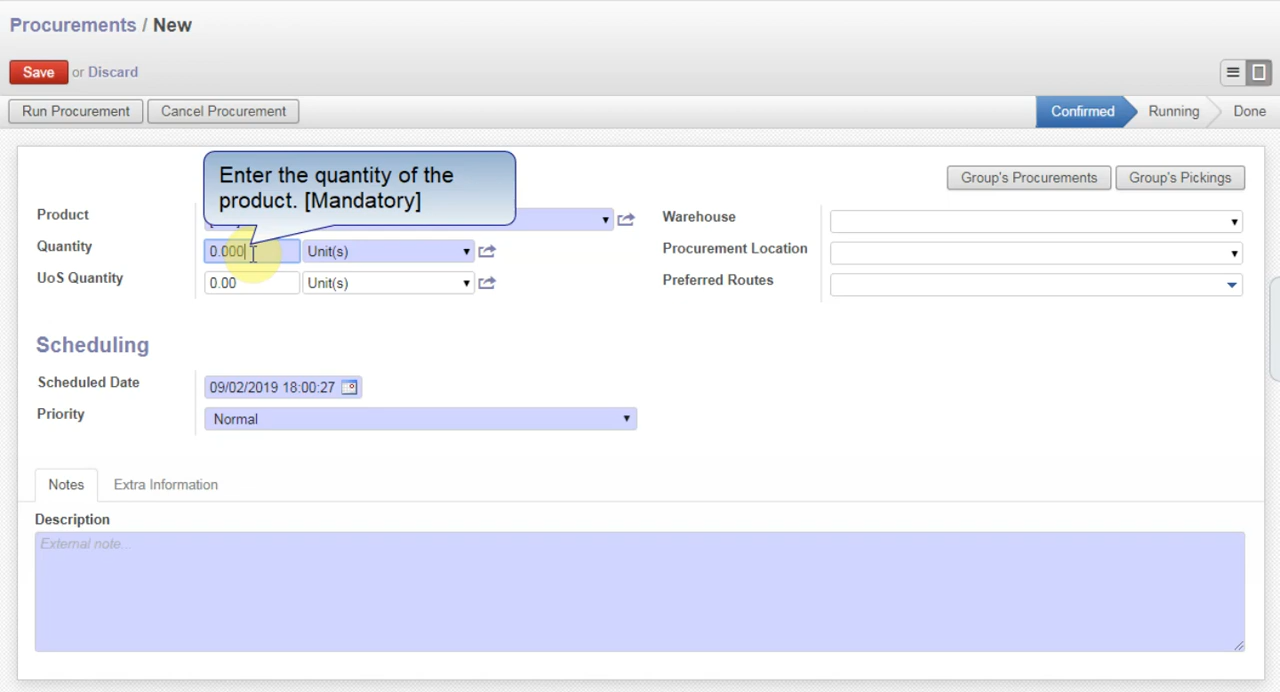 Procurements / New
Save or Discard
Run Procurement Cancel Procurement Confirmed Running Done
Enter the quantity of the
product. [Mandatory]
Group's Procurements Group's Pickings
Product
Warehouse
Quantity 0.000 Unit(s)
Procurement Location
UoS Quantity 0.00 Unit(s)
Preferred Routes
Scheduling
Scheduled Date 09/02/2019 18:00:27
Priority Normal
Notes Extra Information
Description
External note...